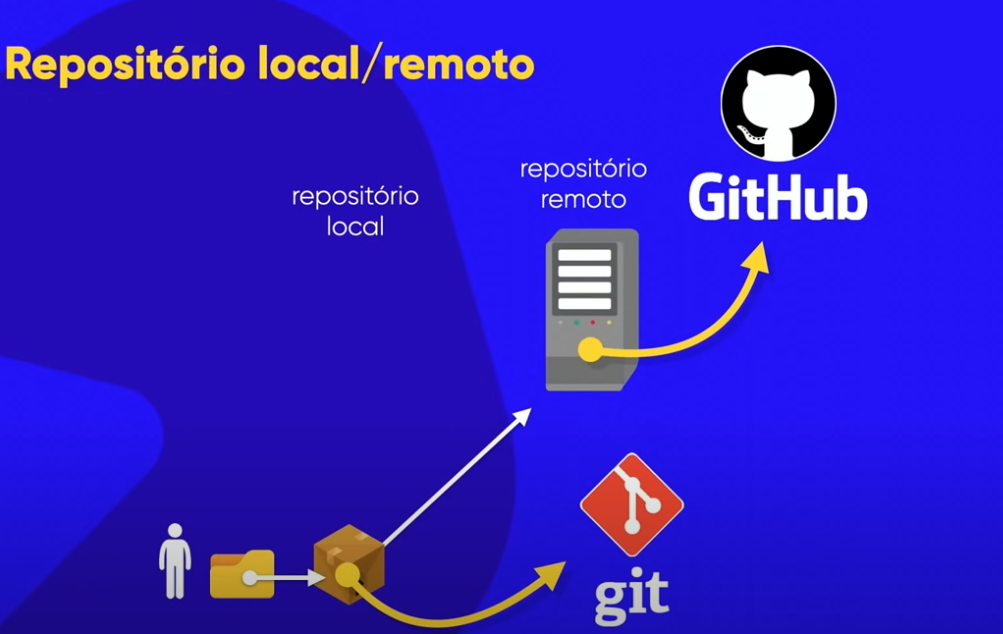 Repositório local/remoto
repositório
local
repositório
remoto
GitHub
git